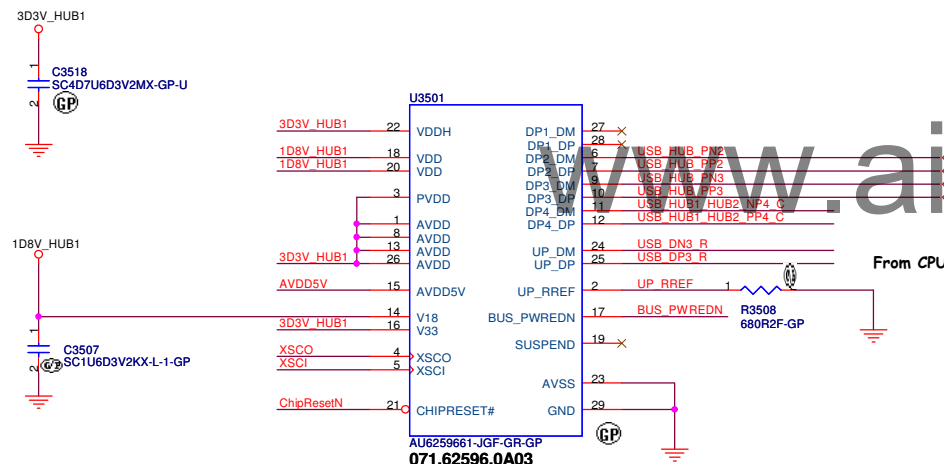 3D3V_HUB1
1
2
C3518
SC4D7U6D3V2MX-GP-U
GP
1D8V_HUB1
1
2
C3507
SC1U6D3V2KX-L-1-GP
U3501
3D3V_HUB1 22 VDDH
1D8V_HUB1 18 VDD
1D8V_HUB1 20 VDD
3 PVDD
1 AVDD
8 AVDD
13 AVDD
3D3V_HUB1 26 AVDD
AVDD5V 15 AVDD5V
14 V18
3D3V_HUB1 16 V33
XSCO 4 XSCO
XSCI 5 XSCI
ChipResetN 21 CHIPRESET#
DP1_DM 27
DP1_DP 28
DP2_DM 6 USB_HUB_PN2
DP2_DP 7 USB_HUB_PP2
DP3_DM 9 USB_HUB_PN3
DP3_DP 10 USB_HUB_PP3
DP4_DM 11 USB_HUB1_HUB2_NP4_C
DP4_DP 12 USB_HUB1_HUB2_PP4_C
UP_DM 24 USB_DN3_R
UP_DP 25 USB_DP3_R
UP_RREF 2 UP_RREF 1
BUS_PWREDN 17 BUS_PWREDN
SUSPEND 19
AVSS 23
GND 29
AU6259661-JGF-GR-GP
071.62596.0A03
GP
R3508
680R2F-GP
From CPU
www.ai